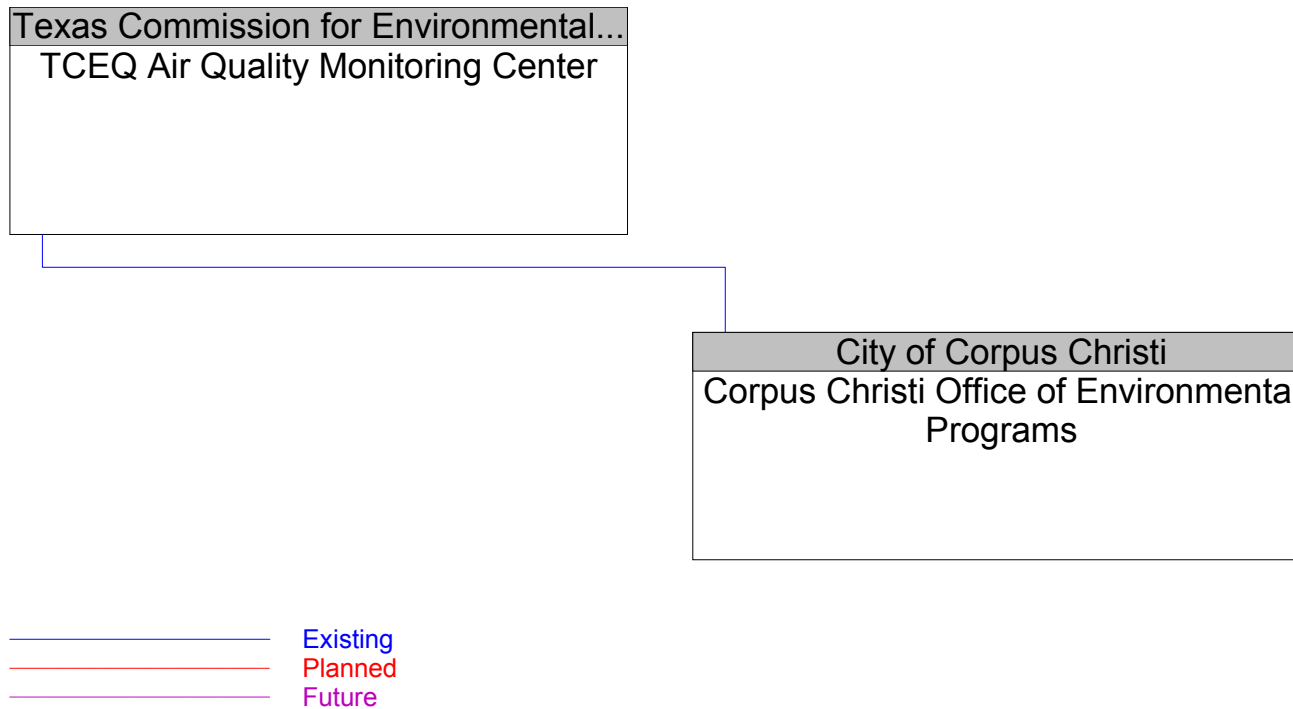 Texas Commission for Environmental...
TCEQ Air Quality Monitoring Center
City of Corpus Christi
Corpus Christi Office of Environmenta
Programs
Existing
Planned
Future